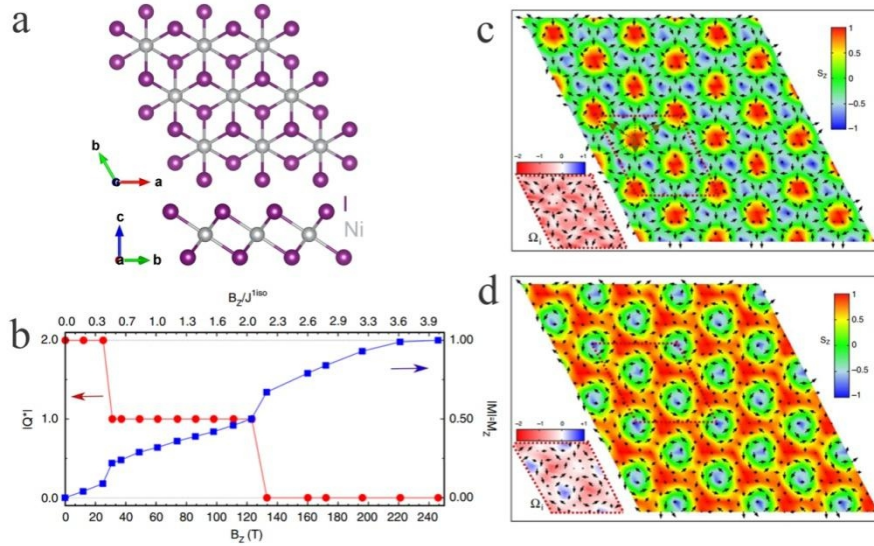 a
b
a
c
I
Ni
c
a
b
b
B_Z/J^1iso
0.0 0.3 0.7 1.0 1.3 1.6 2.0 2.3 2.6 2.9 3.3 3.6 3.9
2.0 1.0 0.0
|Q*|
1.00 0.50 0.00
|M|=M_Z
0 20 40 60 80 100 120 140 160 180 200 220 240
B_Z (T)
c
1
0.5
0
-0.5
-1
S_Z
-2 0 +1
Ω_i
d
1
0.5
0
-0.5
-1
S_Z
-2 0 +1
Ω_i